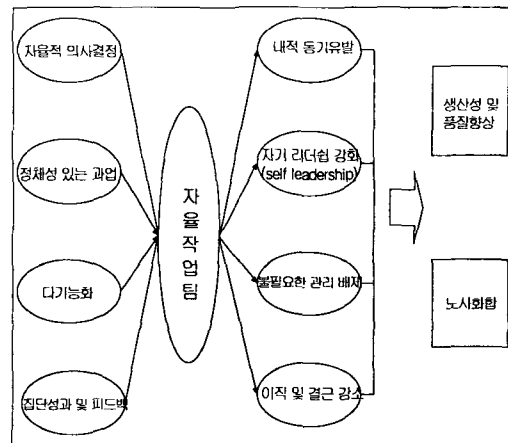 자율적 의사결정
정체성 있는 과업
다기능화
집단성과 및 피드백
자
율
작
업
팀
내적 동기유발
자기 리더쉽 강화
(self leadership)
불필요한 관리 배제
이직 및 결근 감소
생산성 및
품질향상
노사화합